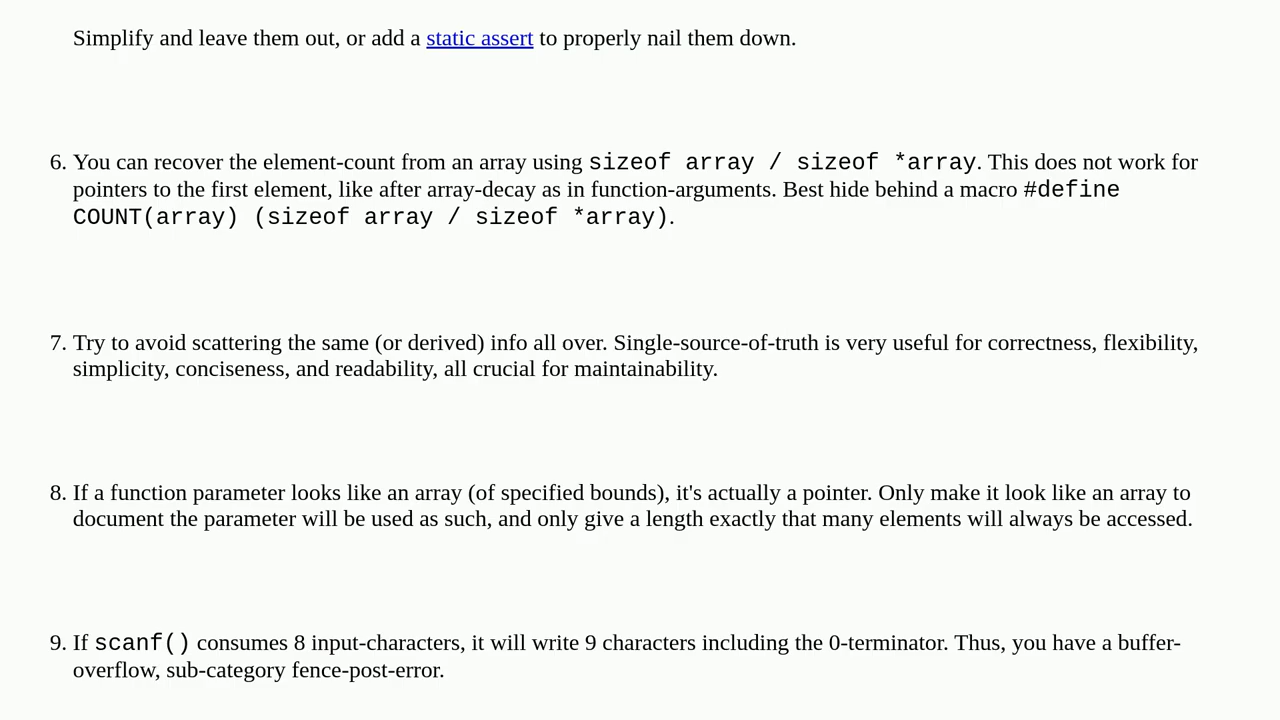 Simplify and leave them out, or add a static assert to properly nail them down.
6. You can recover the element-count from an array using sizeof array / sizeof *array. This does not work for
pointers to the first element, like after array-decay as in function-arguments. Best hide behind a macro #define
COUNT(array) (sizeof array / sizeof *array).
7. Try to avoid scattering the same (or derived) info all over. Single-source-of-truth is very useful for correctness, flexibility,
simplicity, conciseness, and readability, all crucial for maintainability.
8. If a function parameter looks like an array (of specified bounds), it's actually a pointer. Only make it look like an array to
document the parameter will be used as such, and only give a length exactly that many elements will always be accessed.
9. If scanf() consumes 8 input-characters, it will write 9 characters including the 0-terminator. Thus, you have a buffer-
overflow, sub-category fence-post-error.